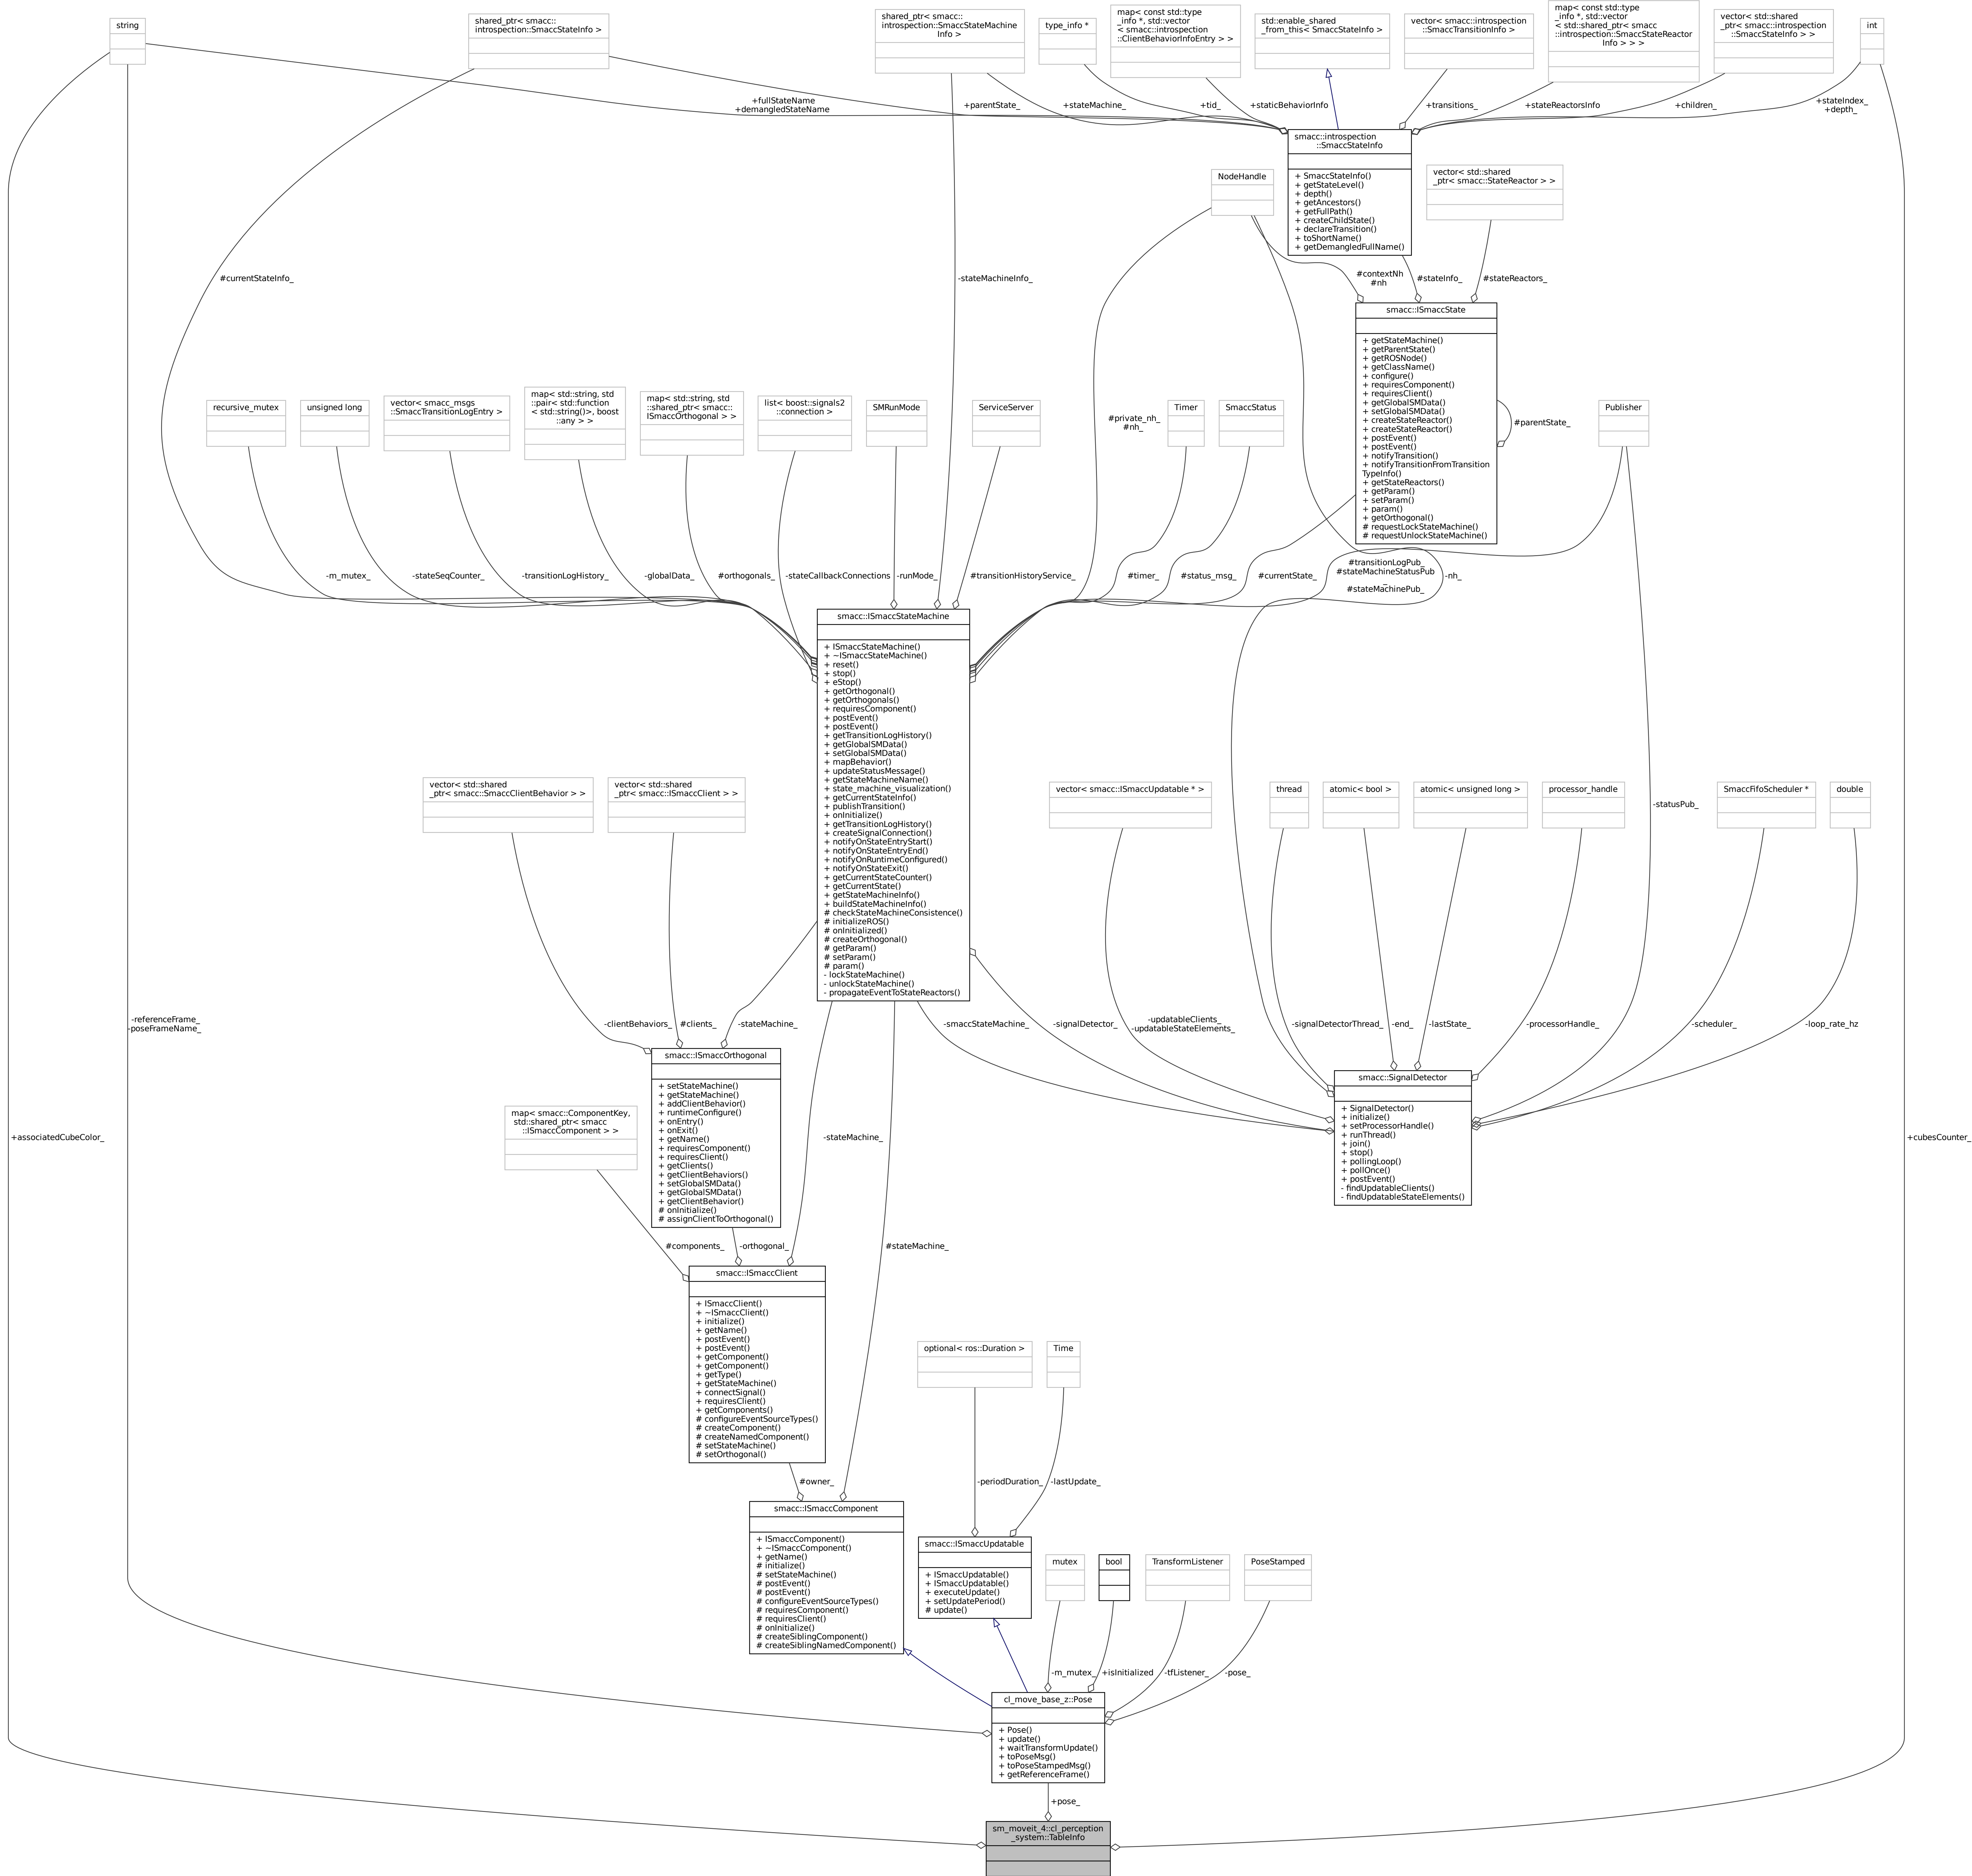 string
shared_ptr< smacc::
introspection::SmaccStateInfo >
shared_ptr< smacc::
introspection::SmaccStateMachine
Info >
type_info *
map< const std::type
_info *, std::vector
< smacc::introspection
::ClientBehaviorInfoEntry > >
std::enable_shared
_from_this< SmaccStateInfo >
vector< smacc::introspection
::SmaccTransitionInfo >
map< const std::type
_info *, std::vector
< std::shared_ptr< smacc
::introspection::SmaccStateReactor
Info > > >
vector< std::shared
_ptr< smacc::introspection
::SmaccStateInfo > >
int
+fullStateName
+demangledStateName
+parentState_
+stateMachine_
+tid_
+staticBehaviorInfo
+transitions_
+stateReactorsInfo
+children_
+stateIndex_
+depth_
smacc::introspection
::SmaccStateInfo
+ SmaccStateInfo()
+ getStateLevel()
+ depth()
+ getAncestors()
+ getFullPath()
+ createChildState()
+ declareTransition()
+ toShortName()
+ getDemangledFullName()
NodeHandle
vector< std::shared
_ptr< smacc::StateReactor > >
#currentStateInfo_
-stateMachineInfo_
#contextNh
#nh
#stateInfo_
#stateReactors_
smacc::ISmaccState
+ getStateMachine()
+ getParentState()
+ getROSNode()
+ getClassName()
+ configure()
+ requiresComponent()
+ requiresClient()
+ getGlobalSMData()
+ setGlobalSMData()
+ createStateReactor()
+ createStateReactor()
+ postEvent()
+ postEvent()
+ notifyTransition()
+ notifyTransitionFromTransition
TypeInfo()
+ getStateReactors()
+ getParam()
+ setParam()
+ param()
+ getOrthogonal()
# requestLockStateMachine()
# requestUnlockStateMachine()
#parentState_
recursive_mutex
unsigned long
vector< smacc_msgs
::SmaccTransitionLogEntry >
map< std::string, std
::pair< std::function
< std::string()>, boost
::any > >
map< std::string, std
::shared_ptr< smacc::
ISmaccOrthogonal > >
list< boost::signals2
::connection >
SMRunMode
ServiceServer
#private_nh_
#nh_
Timer
SmaccStatus
Publisher
-m_mutex_
-stateSeqCounter_
-transitionLogHistory_
-globalData_
#orthogonals_
-stateCallbackConnections
-runMode_
#transitionHistoryService_
#timer_
#status_msg_
#currentState_
#transitionLogPub_
#stateMachineStatusPub
_
#stateMachinePub_
-nh_
smacc::ISmaccStateMachine
+ ISmaccStateMachine()
+ ~ISmaccStateMachine()
+ reset()
+ stop()
+ eStop()
+ getOrthogonal()
+ getOrthogonals()
+ requiresComponent()
+ postEvent()
+ postEvent()
+ getTransitionLogHistory()
+ getGlobalSMData()
+ setGlobalSMData()
+ mapBehavior()
+ updateStatusMessage()
+ getStateMachineName()
+ state_machine_visualization()
+ getCurrentStateInfo()
+ publishTransition()
+ onInitialize()
+ getTransitionLogHistory()
+ createSignalConnection()
+ notifyOnStateEntryStart()
+ notifyOnStateEntryEnd()
+ notifyOnRuntimeConfigured()
+ notifyOnStateExit()
+ getCurrentStateCounter()
+ getCurrentState()
+ getStateMachineInfo()
+ buildStateMachineInfo()
# checkStateMachineConsistence()
# initializeROS()
# onInitialized()
# createOrthogonal()
# getParam()
# setParam()
# param()
- lockStateMachine()
- unlockStateMachine()
- propagateEventToStateReactors()
vector< std::shared
_ptr< smacc::SmaccClientBehavior > >
vector< std::shared
_ptr< smacc::ISmaccClient > >
vector< smacc::ISmaccUpdatable * >
thread
atomic< bool >
atomic< unsigned long >
processor_handle
-statusPub_
SmaccFifoScheduler *
double
-referenceFrame_
-poseFrameName_
-clientBehaviors_
#clients_
-stateMachine_
-smaccStateMachine_
-signalDetector_
-updatableClients_
-updatableStateElements_
-signalDetectorThread_
-end_
-lastState_
-processorHandle_
-scheduler_
-loop_rate_hz
smacc::ISmaccOrthogonal
+ setStateMachine()
+ getStateMachine()
+ addClientBehavior()
+ runtimeConfigure()
+ onEntry()
+ onExit()
+ getName()
+ requiresComponent()
+ requiresClient()
+ getClients()
+ getClientBehaviors()
+ setGlobalSMData()
+ getGlobalSMData()
+ getClientBehavior()
# onInitialize()
# assignClientToOrthogonal()
smacc::SignalDetector
+ SignalDetector()
+ initialize()
+ setProcessorHandle()
+ runThread()
+ join()
+ stop()
+ pollingLoop()
+ pollOnce()
+ postEvent()
- findUpdatableClients()
- findUpdatableStateElements()
map< smacc::ComponentKey,
std::shared_ptr< smacc
::ISmaccComponent > >
+associatedCubeColor_
-stateMachine_
+cubesCounter_
#components_
-orthogonal_
#stateMachine_
smacc::ISmaccClient
+ ISmaccClient()
+ ~ISmaccClient()
+ initialize()
+ getName()
+ postEvent()
+ postEvent()
+ getComponent()
+ getComponent()
+ getType()
+ getStateMachine()
+ connectSignal()
+ requiresClient()
+ getComponents()
# configureEventSourceTypes()
# createComponent()
# createNamedComponent()
# setStateMachine()
# setOrthogonal()
optional< ros::Duration >
Time
#owner_
-periodDuration_
-lastUpdate_
smacc::ISmaccComponent
+ ISmaccComponent()
+ ~ISmaccComponent()
+ getName()
# initialize()
# setStateMachine()
# postEvent()
# postEvent()
# configureEventSourceTypes()
# requiresComponent()
# requiresClient()
# onInitialize()
# createSiblingComponent()
# createSiblingNamedComponent()
smacc::ISmaccUpdatable
+ ISmaccUpdatable()
+ ISmaccUpdatable()
+ executeUpdate()
+ setUpdatePeriod()
# update()
mutex
bool
TransformListener
PoseStamped
-m_mutex_
+isInitialized
-tfListener_
-pose_
cl_move_base_z::Pose
+ Pose()
+ update()
+ waitTransformUpdate()
+ toPoseMsg()
+ toPoseStampedMsg()
+ getReferenceFrame()
+pose_
sm_moveit_4::cl_perception
_system::TableInfo